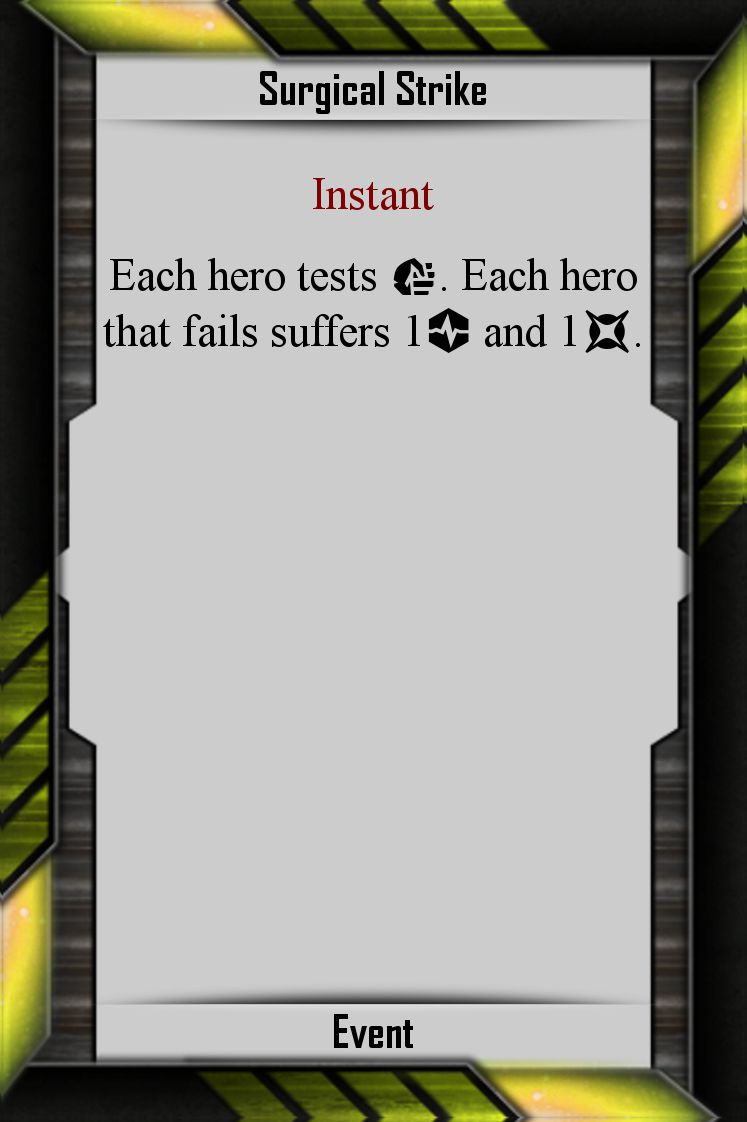 Surgical Strike
Instant
Each hero tests . Each hero
that fails suffers 1 and 1 .
Event